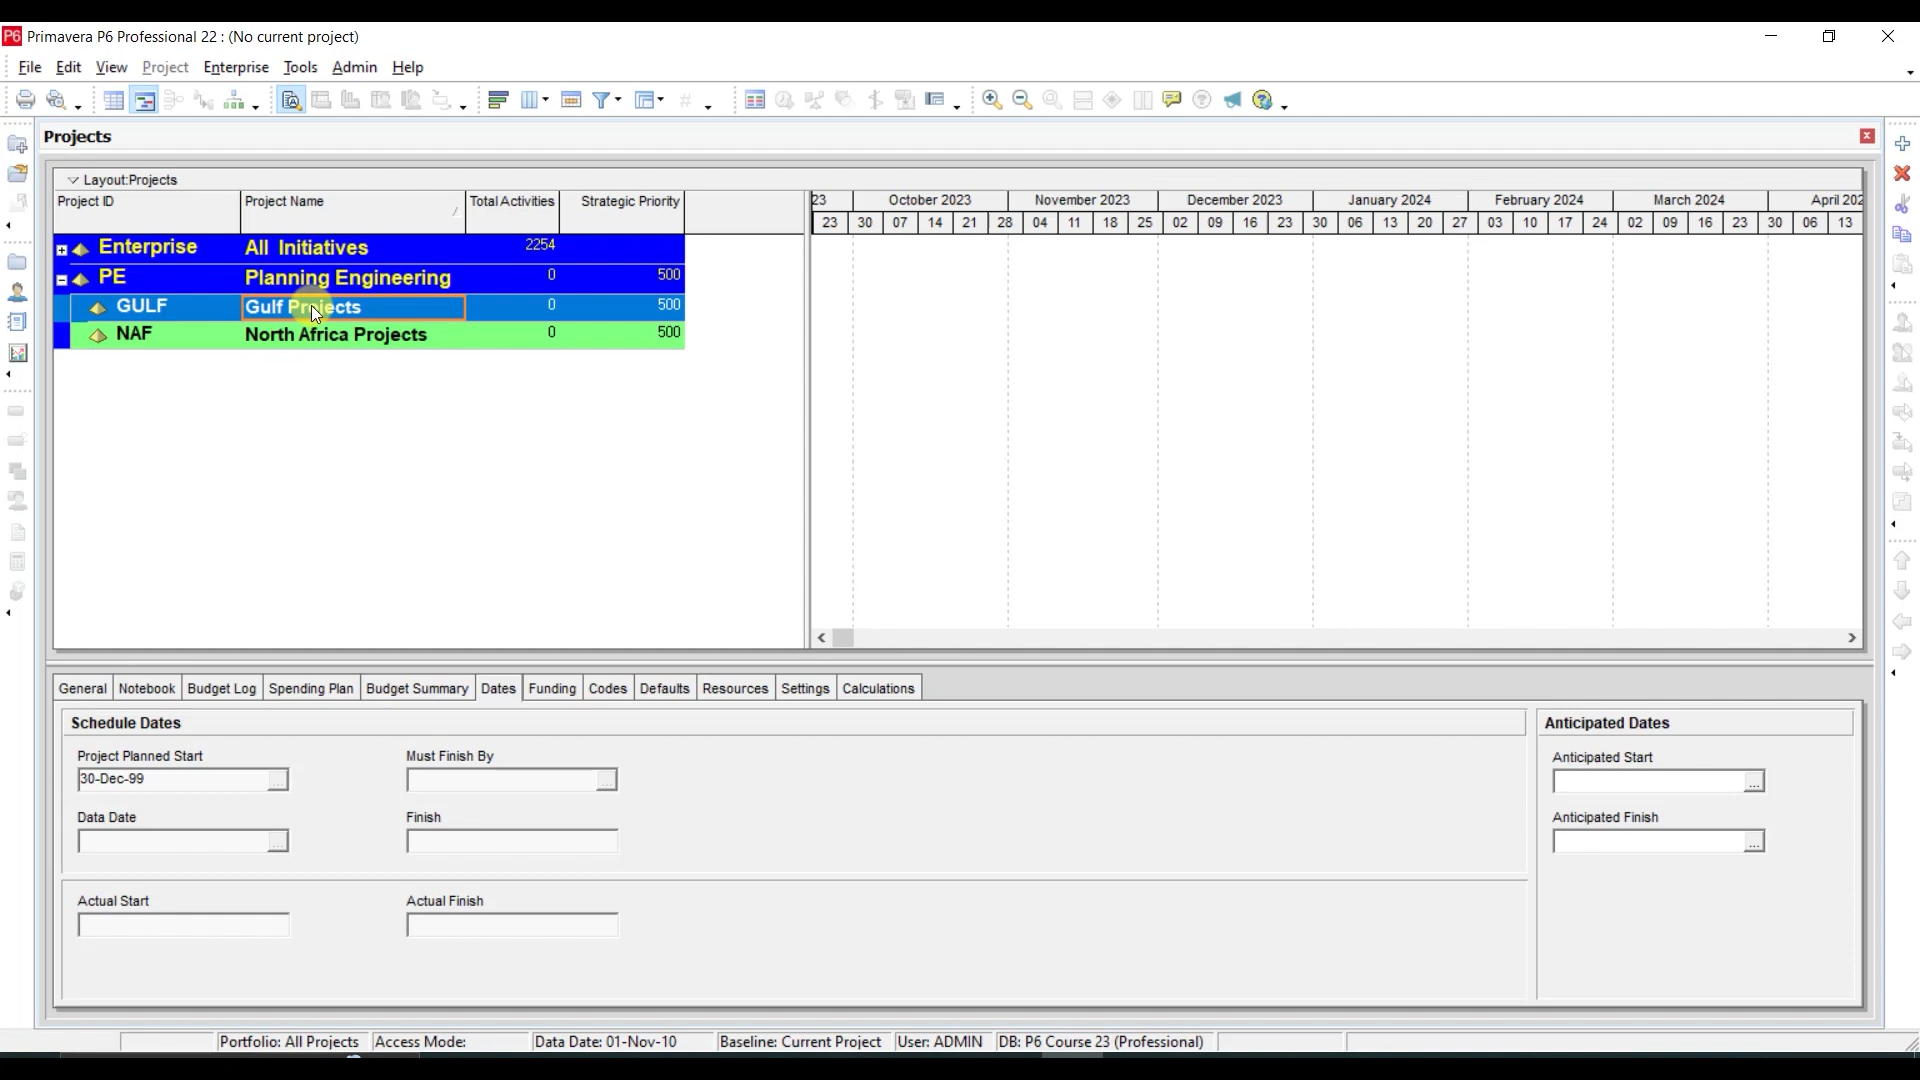 P6 Primavera P6 Professional 22 : (No current project)
File Edit View Project Enterprise Tools Admin Help
Projects
Layout:Projects
Project ID Project Name Total Activities Strategic Priority
23 October 2023 November 2023 December 2023 January 2024 February 2024 March 2024 April 202
23 30 07 14 21 28 04 11 18 25 02 09 16 23 30 06 13 20 27 03 10 17 24 02 09 16 23 30 06 13
Enterprise All Initiatives 2254
PE Planning Engineering 0 500
GULF Gulf Projects 0 500
NAF North Africa Projects 0 500
General Notebook Budget Log Spending Plan Budget Summary Dates Funding Codes Defaults Resources Settings Calculations
Schedule Dates Anticipated Dates
Project Planned Start Must Finish By Anticipated Start
30-Dec-99
Data Date Finish Anticipated Finish
Actual Start Actual Finish
Portfolio: All Projects Access Mode: Data Date: 01-Nov-10 Baseline: Current Project User: ADMIN DB: P6 Course 23 (Professional)